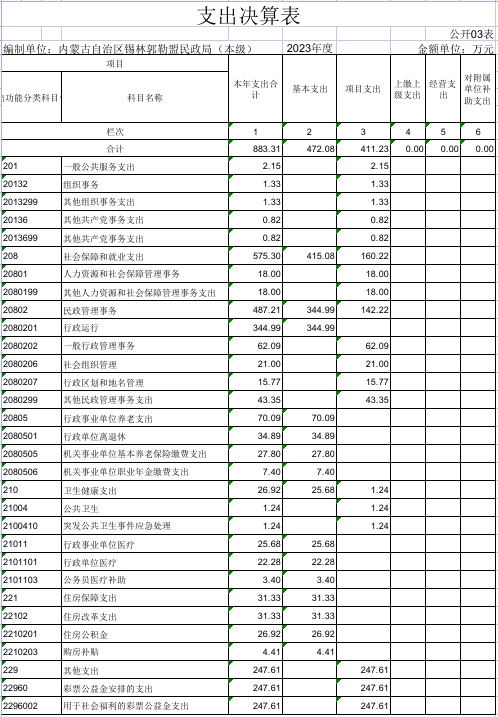 支出决算表
公开03表
编制单位：内蒙古自治区锡林郭勒盟民政局（本级） 2023年度 金额单位：万元
项目 本年支出合计 基本支出 项目支出 上缴上级支出 经营支出 对附属单位补助支出
出功能分类科目 科目名称
栏次 1 2 3 4 5 6
合计 883.31 472.08 411.23 0.00 0.00 0.00
201 一般公共服务支出 2.15 2.15
20132 组织事务 1.33 1.33
2013299 其他组织事务支出 1.33 1.33
20136 其他共产党事务支出 0.82 0.82
2013699 其他共产党事务支出 0.82 0.82
208 社会保障和就业支出 575.30 415.08 160.22
20801 人力资源和社会保障管理事务 18.00 18.00
2080199 其他人力资源和社会保障管理事务支出 18.00 18.00
20802 民政管理事务 487.21 344.99 142.22
2080201 行政运行 344.99 344.99
2080202 一般行政管理事务 62.09 62.09
2080206 社会组织管理 21.00 21.00
2080207 行政区划和地名管理 15.77 15.77
2080299 其他民政管理事务支出 43.35 43.35
20805 行政事业单位养老支出 70.09 70.09
2080501 行政单位离退休 34.89 34.89
2080505 机关事业单位基本养老保险缴费支出 27.80 27.80
2080506 机关事业单位职业年金缴费支出 7.40 7.40
210 卫生健康支出 26.92 25.68 1.24
21004 公共卫生 1.24 1.24
2100410 突发公共卫生事件应急处理 1.24 1.24
21011 行政事业单位医疗 25.68 25.68
2101101 行政单位医疗 22.28 22.28
2101103 公务员医疗补助 3.40 3.40
221 住房保障支出 31.33 31.33
22102 住房改革支出 31.33 31.33
2210201 住房公积金 26.92 26.92
2210203 购房补贴 4.41 4.41
229 其他支出 247.61 247.61
22960 彩票公益金安排的支出 247.61 247.61
2296002 用于社会福利的彩票公益金支出 247.61 247.61